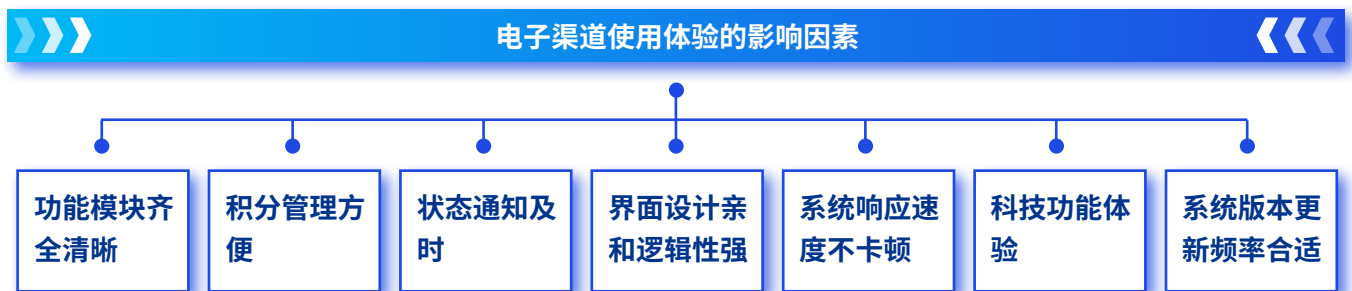 电子渠道使用体验的影响因素
功能模块齐
全清晰
积分管理方
便
状态通知及
时
界面设计亲
和逻辑性强
系统响应速
度不卡顿
科技功能体
验
系统版本更
新频率合适